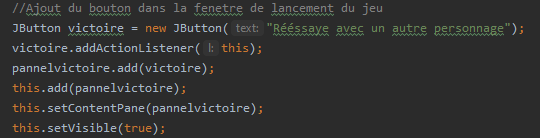 //Ajout du bouton dans la fenetre de lancement du jeu
JButton victoire = new JButton( text: "Rééssaye avec un autre personnage");
victoire.addActionListener( l: this);
pannelvictoire.add(victoire);
this.add(pannelvictoire);
this.setContentPane(pannelvictoire);
this.setVisible(true);